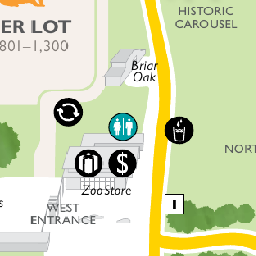 HISTORIC
CAROUSEL
ER LOT
801–1,300
Briar
Oak
NORT
$
Zoo Store
s
WEST
ENTRANCE